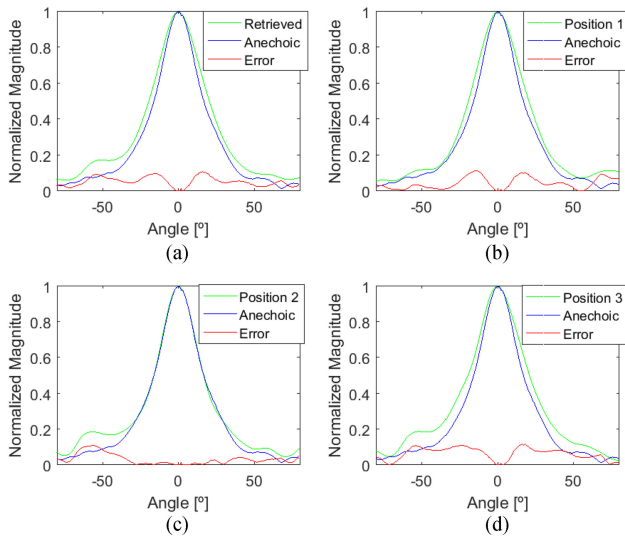 Normalized Magnitude
1
0.8
0.6
0.4
0.2
0
-50
0
50
Angle [º]
Retrieved
Anechoic
Error
(a)
Normalized Magnitude
1
0.8
0.6
0.4
0.2
0
-50
0
50
Angle [º]
Position 1
Anechoic
Error
(b)
Normalized Magnitude
1
0.8
0.6
0.4
0.2
0
-50
0
50
Angle [º]
Position 2
Anechoic
Error
(c)
Normalized Magnitude
1
0.8
0.6
0.4
0.2
0
-50
0
50
Angle [º]
Position 3
Anechoic
Error
(d)